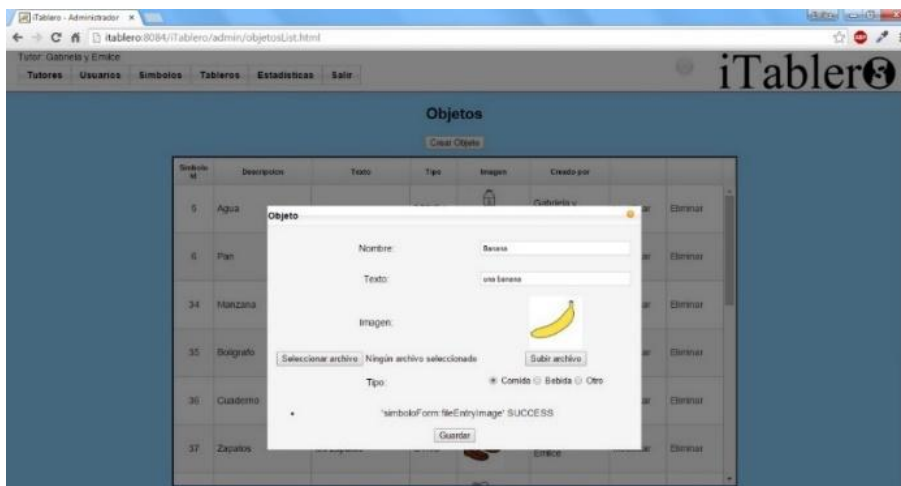 iTablero - Administrador
itablero:8084/iTablero/admin/objetosList.html
Tutor: Gabriela y Emilce
Tutores Usuarios Simbolos Tableros Estadisticas Salir
iTablero
Objetos
Crear Objeto
Simbolo Id Descripcion Texto Tipo Imagen Creado por
5 Agua Gabriela y Eliminar
6 Pan Eliminar
34 Manzana Eliminar
35 Boligrafo Eliminar
36 Cuaderno Eliminar
37 Zapatos Emilce Eliminar
Objeto
Nombre: Banana
Texto: una banana
Imagen:
Seleccionar archivo Ningún archivo seleccionado Subir archivo
Tipo: Comida Bebida Otro
"simboloForm:fileEntryImage" SUCCESS
Guardar